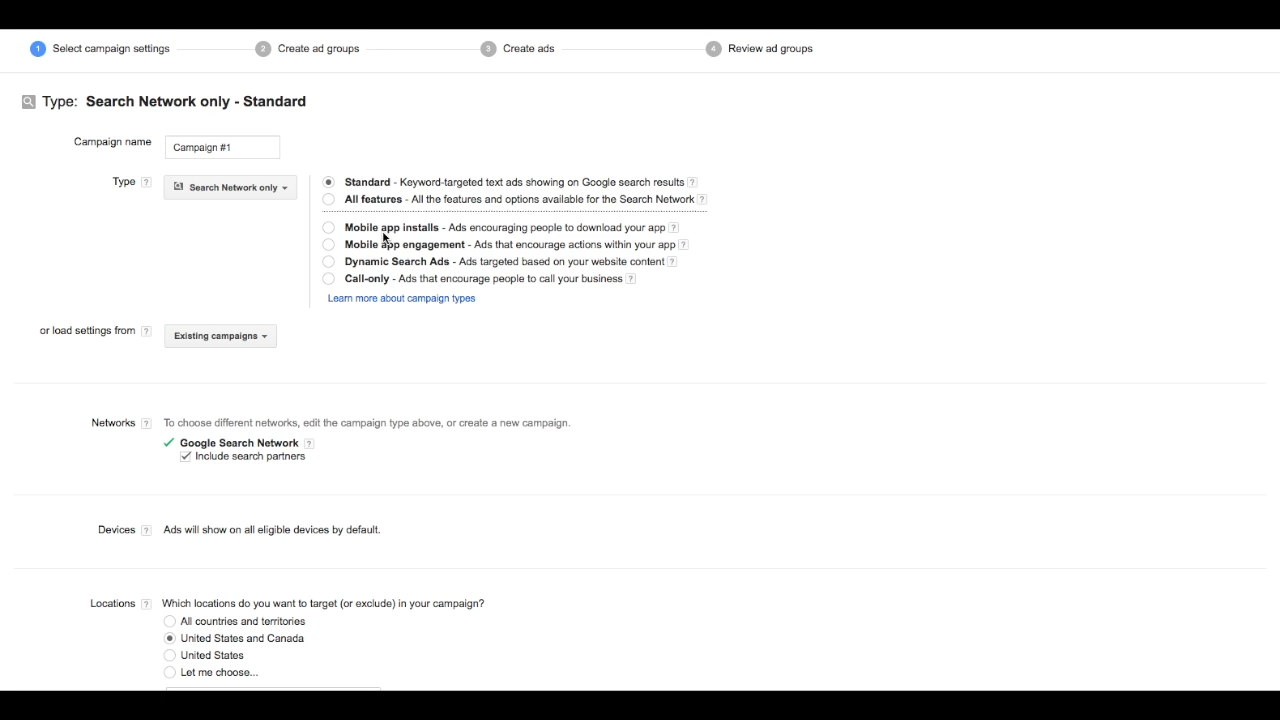 1 Select campaign settings 2 Create ad groups 3 Create ads 4 Review ad groups
Type: Search Network only - Standard
Campaign name Campaign #1
Type ? Search Network only
Standard - Keyword-targeted text ads showing on Google search results ?
All features - All the features and options available for the Search Network ?
Mobile app installs - Ads encouraging people to download your app ?
Mobile app engagement - Ads that encourage actions within your app ?
Dynamic Search Ads - Ads targeted based on your website content ?
Call-only - Ads that encourage people to call your business ?
Learn more about campaign types
or load settings from ? Existing campaigns
Networks ? To choose different networks, edit the campaign type above, or create a new campaign.
Google Search Network ?
Include search partners
Devices ? Ads will show on all eligible devices by default.
Locations ? Which locations do you want to target (or exclude) in your campaign?
All countries and territories
United States and Canada
United States
Let me choose...